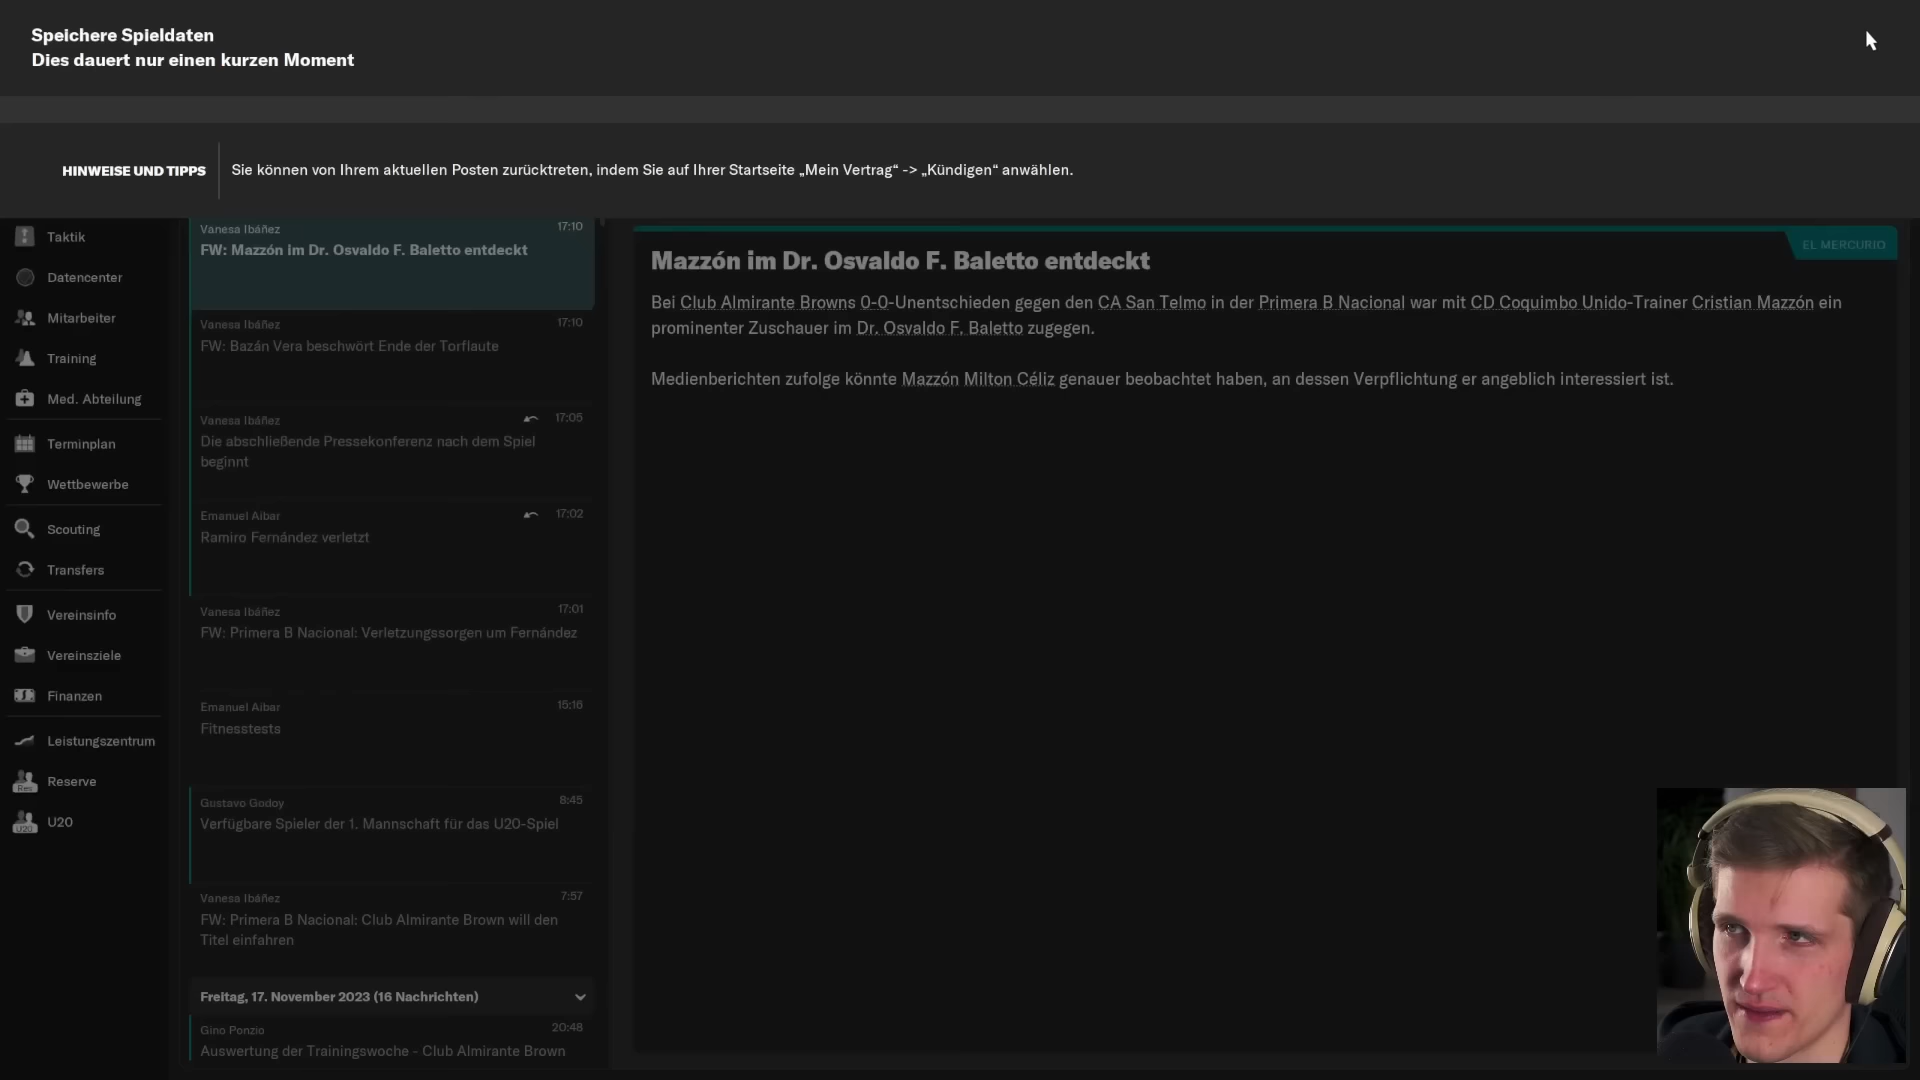 Speichere Spieldaten
Dies dauert nur einen kurzen Moment
HINWEISE UND TIPPS
Sie können von Ihrem aktuellen Posten zurücktreten, indem Sie auf Ihrer Startseite „Mein Vertrag“ -> „Kündigen“ anwählen.
Taktik
Datencenter
Mitarbeiter
Training
Med. Abteilung
Terminplan
Wettbewerbe
Scouting
Transfers
Vereinsinfo
Vereinsziele
Finanzen
Leistungszentrum
Res
Reserve
U20
U20
Vanesa Ibáñez 17:10
FW: Mazzón im Dr. Osvaldo F. Baletto entdeckt
Vanesa Ibáñez 17:10
FW: Bazán Vera beschwört Ende der Torflaute
Vanesa Ibáñez 17:05
Die abschließende Pressekonferenz nach dem Spiel
beginnt
Emanuel Aibar 17:02
Ramiro Fernández verletzt
Vanesa Ibáñez 17:01
FW: Primera B Nacional: Verletzungssorgen um Fernández
Emanuel Aibar 15:16
Fitnesstests
Gustavo Godoy 8:45
Verfügbare Spieler der 1. Mannschaft für das U20-Spiel
Vanesa Ibáñez 7:57
FW: Primera B Nacional: Club Almirante Brown will den
Titel einfahren
Freitag, 17. November 2023 (16 Nachrichten)
Gino Ponzio 20:48
Auswertung der Trainingswoche - Club Almirante Brown
EL MERCURIO
Mazzón im Dr. Osvaldo F. Baletto entdeckt
Bei Club Almirante Browns 0-0-Unentschieden gegen den CA San Telmo in der Primera B Nacional war mit CD Coquimbo Unido-Trainer Cristian Mazzón ein
prominenter Zuschauer im Dr. Osvaldo F. Baletto zugegen.
Medienberichten zufolge könnte Mazzón Milton Céliz genauer beobachtet haben, an dessen Verpflichtung er angeblich interessiert ist.